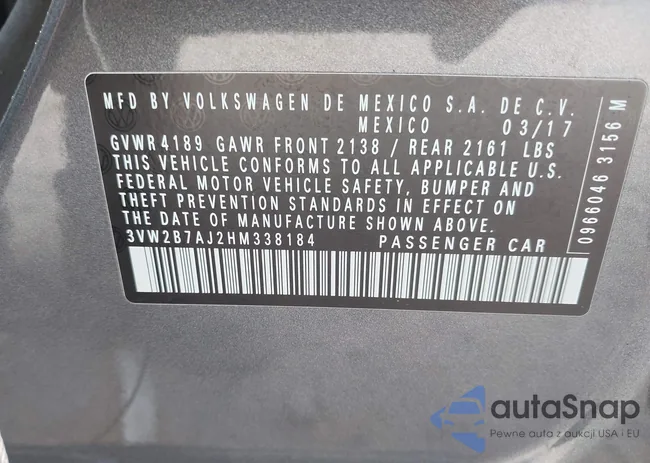 MFD BY VOLKSWAGEN DE MEXICO S.A. DE C.V.
MEXICO 03/17
GVWR 4189 GAWR FRONT 2138 / REAR 2161 LBS
THIS VEHICLE CONFORMS TO ALL APPLICABLE U.S.
FEDERAL MOTOR VEHICLE SAFETY, BUMPER AND
THEFT PREVENTION STANDARDS IN EFFECT ON
THE DATE OF MANUFACTURE SHOWN ABOVE.
3VW2B7AJ2HM338184 PASSENGER CAR
0966046 3156 M
autoSnap
Pewne auta z aukcji USA i EU